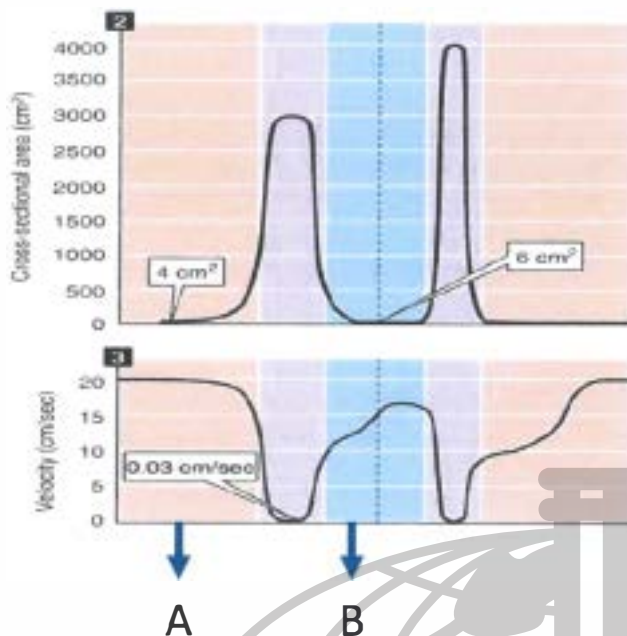 2
Cross-sectional area (cm²)
4000
3500
3000
2500
2000
1500
1000
500
0
4 cm²
6 cm²
3
Velocity (cm/sec)
20
15
10
5
0
0.03 cm/sec
A
B